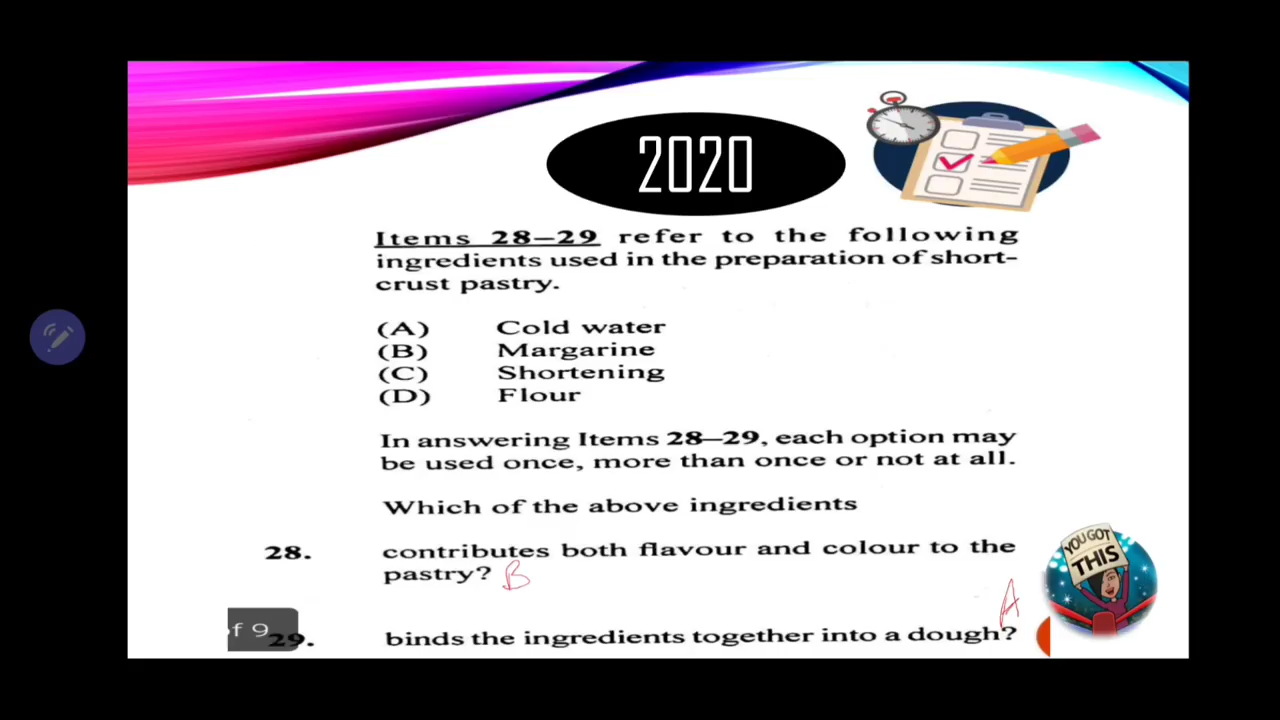 2020
Items 28–29 refer to the following
ingredients used in the preparation of short-
crust pastry.
(A) Cold water
(B) Margarine
(C) Shortening
(D) Flour
In answering Items 28–29, each option may
be used once, more than once or not at all.
Which of the above ingredients
28. contributes both flavour and colour to the
pastry? B
YOU GOT
THIS
A
of 9
29. binds the ingredients together into a dough?